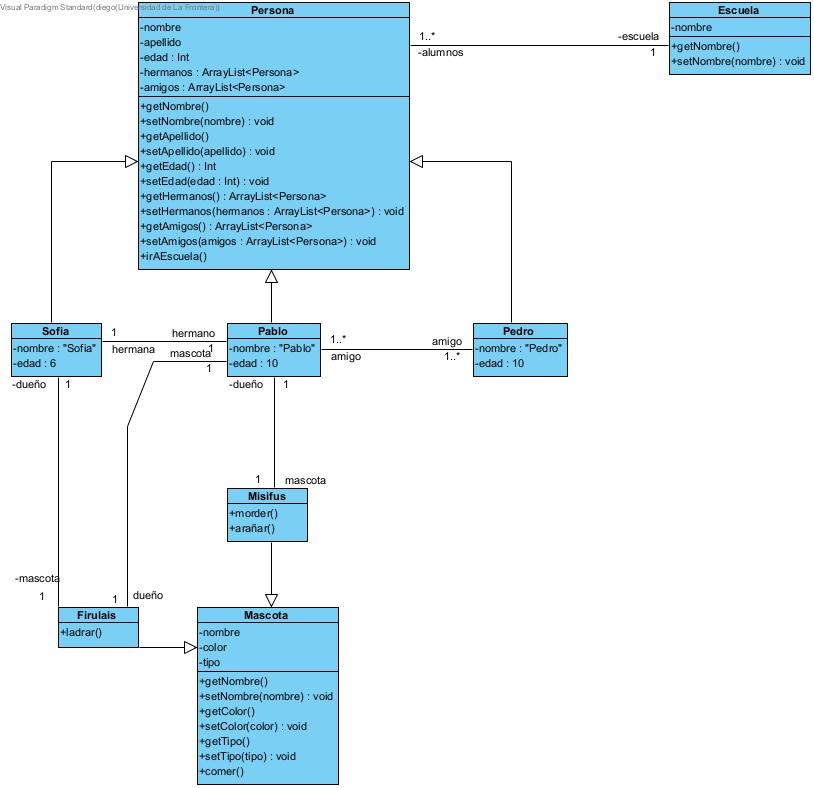 Visual Paradigm Standard(diego(Universidad de La Frontera))
Persona
-nombre
-apellido
-edad : Int
-hermanos : ArrayList<Persona>
-amigos : ArrayList<Persona>
+getNombre()
+setNombre(nombre) : void
+getApellido()
+setApellido(apellido) : void
+getEdad() : Int
+setEdad(edad : Int) : void
+getHermanos() : ArrayList<Persona>
+setHermanos(hermanos : ArrayList<Persona>) : void
+getAmigos() : ArrayList<Persona>
+setAmigos(amigos : ArrayList<Persona>) : void
+irAEscuela()
1..*
-alumnos
-escuela
1
Escuela
-nombre
+getNombre()
+setNombre(nombre) : void
Sofia
-nombre : "Sofia"
-edad : 6
1
hermana
hermano
1
mascota
1
Pablo
-nombre : "Pablo"
-edad : 10
1..*
amigo
amigo
1..*
Pedro
-nombre : "Pedro"
-edad : 10
-dueño
1
-dueño
1
1
mascota
Misifus
+morder()
+arañar()
-mascota
1
1
dueño
Firulais
+ladrar()
Mascota
-nombre
-color
-tipo
+getNombre()
+setNombre(nombre) : void
+getColor()
+setColor(color) : void
+getTipo()
+setTipo(tipo) : void
+comer()